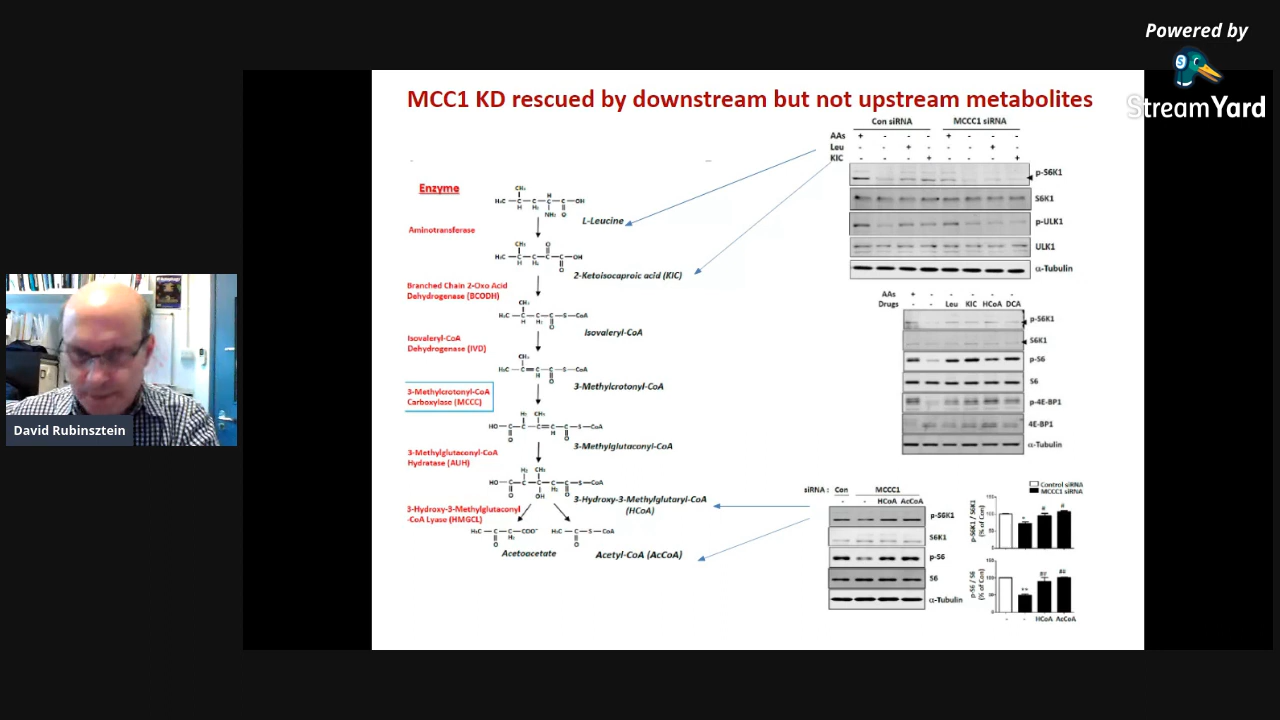 Powered by
StreamYard
MCC1 KD rescued by downstream but not upstream metabolites
Con siRNA MCCC1 siRNA
AAs + - - - + - - -
Leu - - + - - - + -
KIC - - - + - - - +
p-S6K1
S6K1
p-ULK1
ULK1
α-Tubulin
Enzyme
L-Leucine
Aminotransferase
2-Ketoisocaproic acid (KIC)
Branched Chain 2-Oxo Acid
Dehydrogenase (BCODH)
Isovaleryl-CoA
Isovaleryl-CoA
Dehydrogenase (IVD)
3-Methylcrotonyl-CoA
3-Methylcrotonyl-CoA
Carboxylase (MCCC)
3-Methylglutaconyl-CoA
3-Methylglutaconyl-CoA
Hydratase (AUH)
3-Hydroxy-3-Methylglutaryl-CoA
(HCoA)
3-Hydroxy-3-Methylglutaconyl
-CoA Lyase (HMGCL)
Acetoacetate
Acetyl-CoA (AcCoA)
AAs + - - - - -
Drugs - - Leu KIC HCoA DCA
p-S6K1
S6K1
p-S6
S6
p-4E-BP1
4E-BP1
α-Tubulin
siRNA : Con MCCC1
- - HCoA AcCoA
p-S6K1
S6K1
p-S6
S6
α-Tubulin
Control siRNA
MCCC1 siRNA
p-S6K1 / S6K1
(% of Con)
p-S6 / S6
(% of Con)
- - HCoA AcCoA
David Rubinsztein